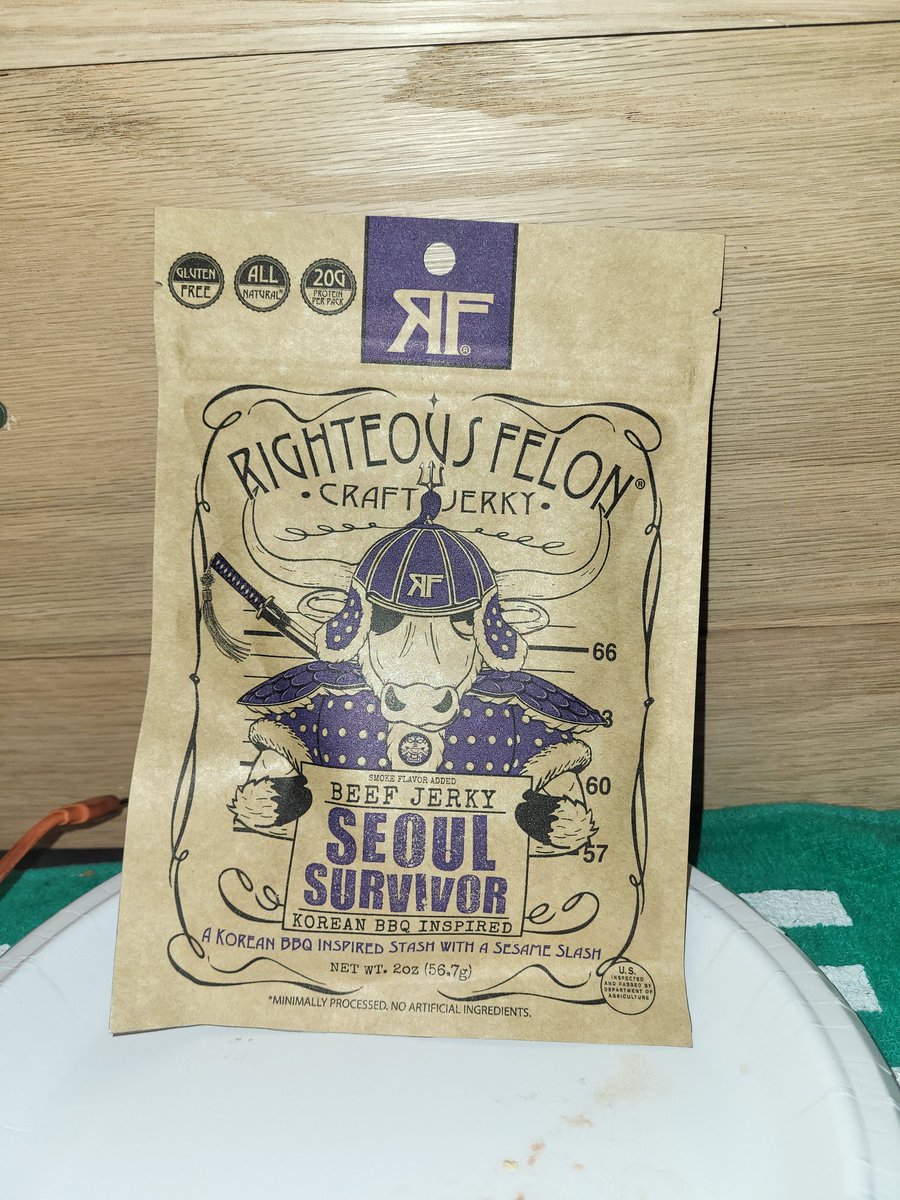 GLUTEN
FREE
ALL
NATURAL*
20G
PROTEIN
PER PACK
RF®
RIGHTEOUS FELON®
• CRAFT JERKY •
RF
66
3
60
57
SMOKE FLAVOR ADDED
BEEF JERKY
SEOUL
SURVIVOR
KOREAN BBQ INSPIRED
A KOREAN BBQ INSPIRED STASH WITH A SESAME SLASH
NET WT. 2oz (56.7g)
*MINIMALLY PROCESSED. NO ARTIFICIAL INGREDIENTS.
U.S.
INSPECTED
AND PASSED BY
DEPARTMENT OF
AGRICULTURE